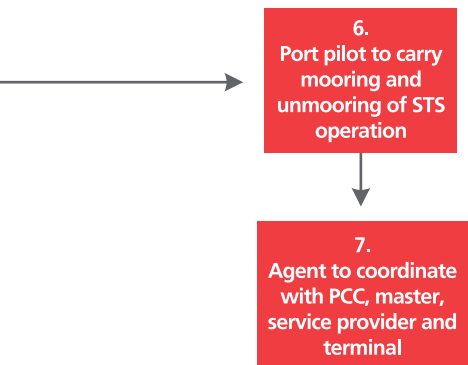 6.
Port pilot to carry
mooring and
unmooring of STS
operation
7.
Agent to coordinate
with PCC, master,
service provider and
terminal